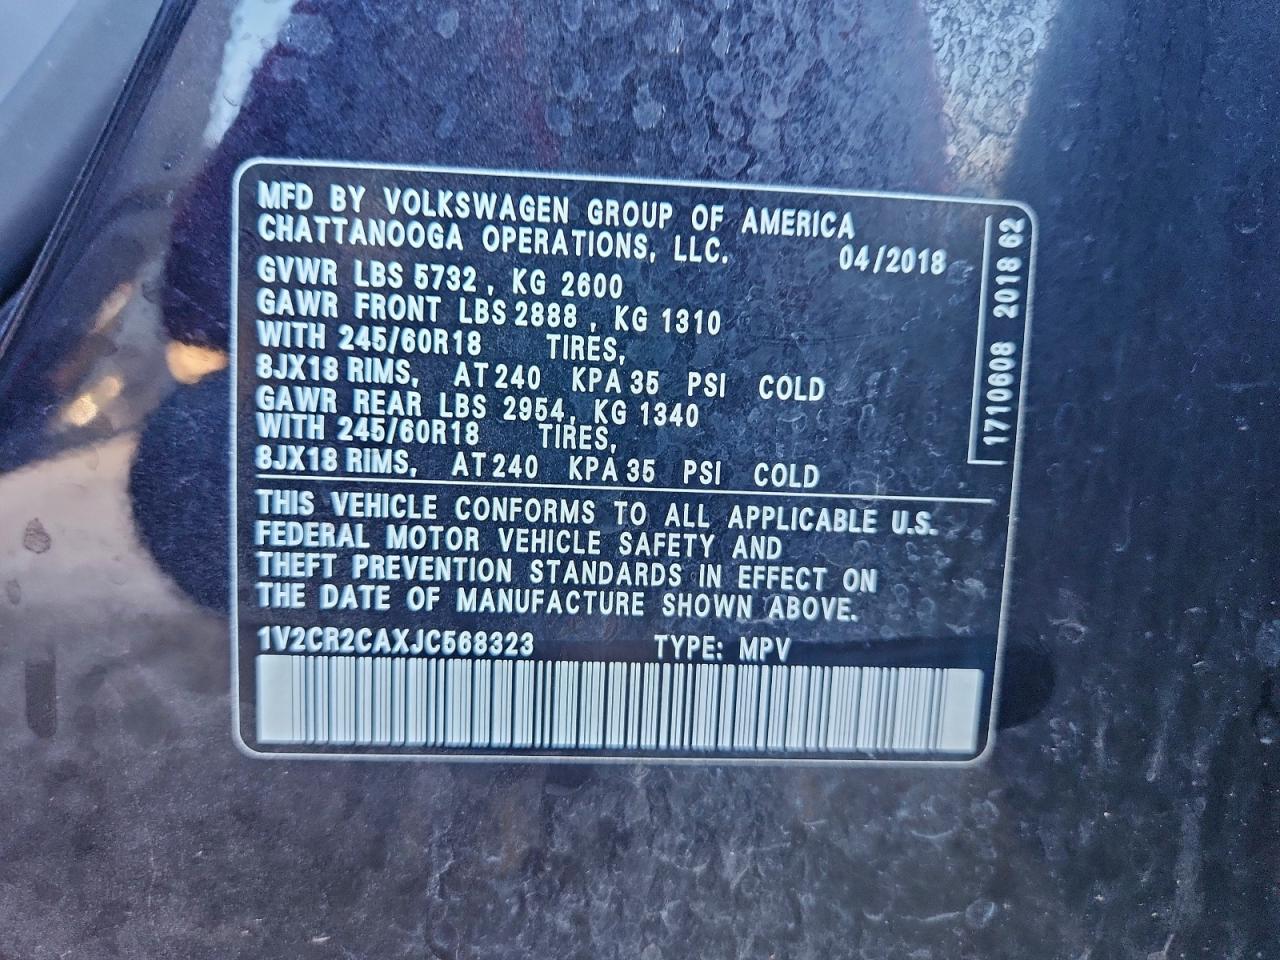 MFD BY VOLKSWAGEN GROUP OF AMERICA
CHATTANOOGA OPERATIONS, LLC. 04/2018
GVWR LBS 5732, KG 2600
GAWR FRONT LBS 2888, KG 1310
WITH 245/60R18 TIRES,
8JX18 RIMS, AT 240 KPA 35 PSI COLD
GAWR REAR LBS 2954, KG 1340
WITH 245/60R18 TIRES,
8JX18 RIMS, AT 240 KPA 35 PSI COLD
THIS VEHICLE CONFORMS TO ALL APPLICABLE U.S.
FEDERAL MOTOR VEHICLE SAFETY AND
THEFT PREVENTION STANDARDS IN EFFECT ON
THE DATE OF MANUFACTURE SHOWN ABOVE.
1V2CR2CAXJC568323 TYPE: MPV
1710608 2018 62